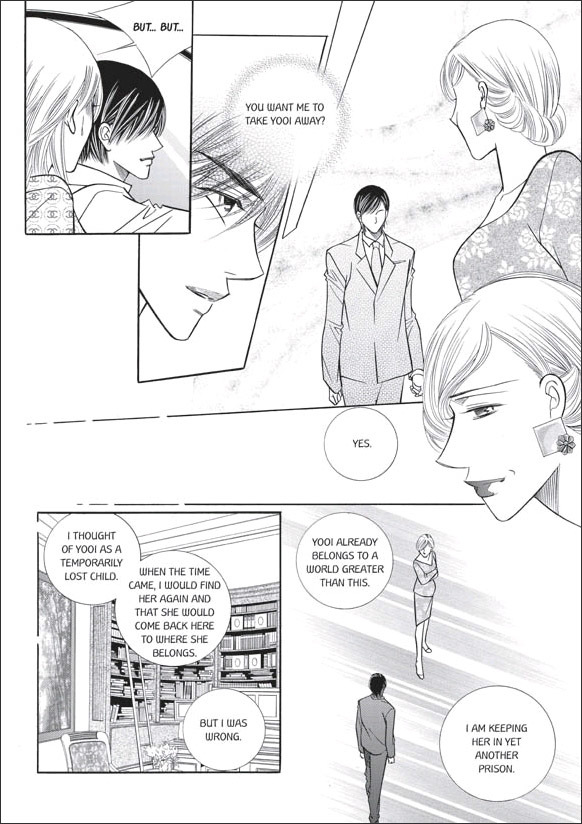 BUT... BUT...
YOU WANT ME TO
TAKE YOOI AWAY?
YES.
I THOUGHT
OF YOOI AS A
TEMPORARILY
LOST CHILD.
WHEN THE TIME
CAME, I WOULD FIND
HER AGAIN AND
THAT SHE WOULD
COME BACK HERE
TO WHERE SHE
BELONGS.
BUT I WAS
WRONG.
YOOI ALREADY
BELONGS TO A
WORLD GREATER
THAN THIS.
I AM KEEPING
HER IN YET
ANOTHER
PRISON.